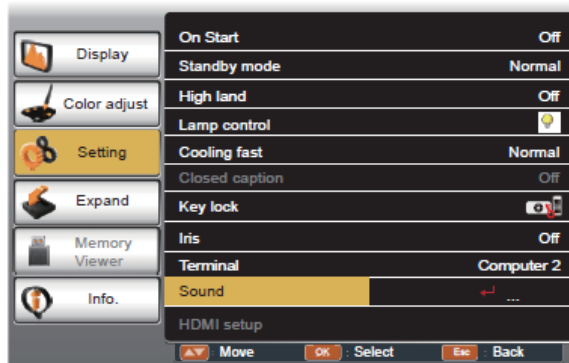 Display
Color adjust
Setting
Expand
Memory
Viewer
Info.
On Start Off
Standby mode Normal
High land Off
Lamp control
Cooling fast Normal
Closed caption Off
Key lock
Iris Off
Terminal Computer 2
Sound ...
HDMI setup
Move OK : Select Esc : Back